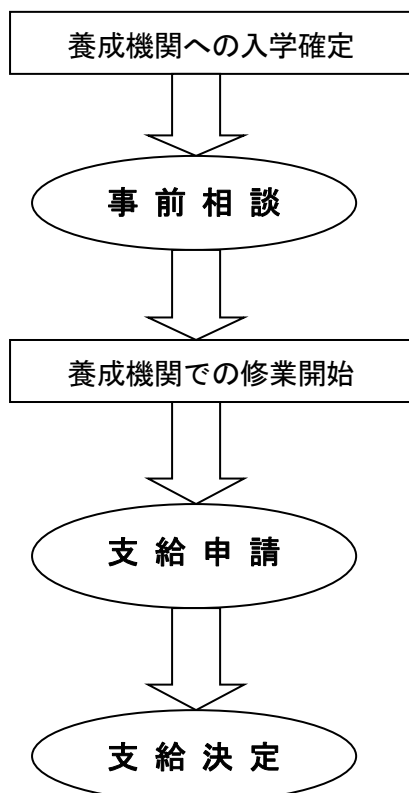 養成機関への入学確定
事前相談
養成機関での修業開始
支給申請
支給決定